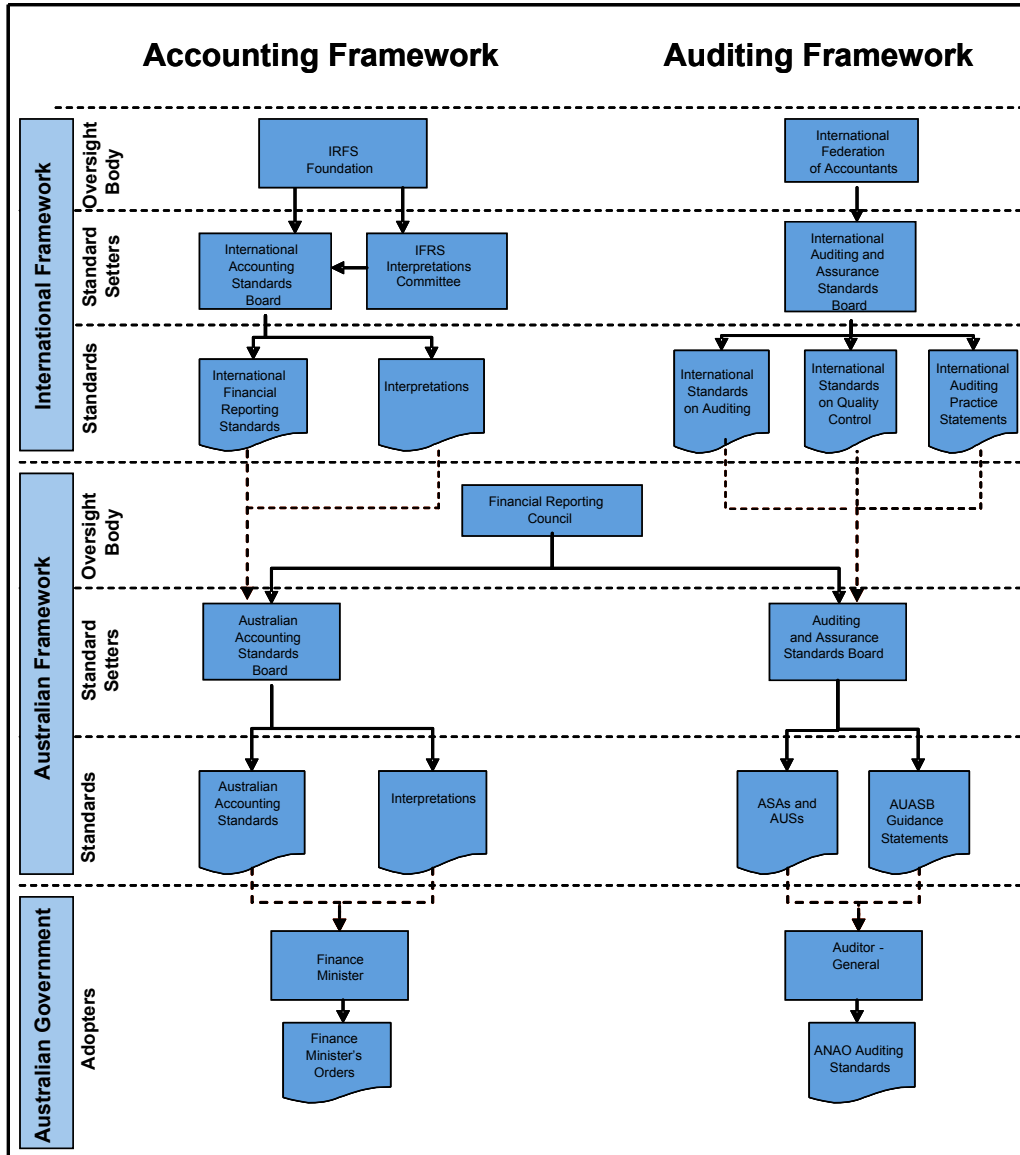 Accounting Framework
Auditing Framework
International Framework
Oversight
Body
IRFS
Foundation
International
Federation
of Accountants
Standard
Setters
International
Accounting
Standards
Board
IFRS
Interpretations
Committee
International
Auditing and
Assurance
Standards
Board
Standards
International
Financial
Reporting
Standards
Interpretations
International
Standards
on Auditing
International
Standards
on Quality
Control
International
Auditing
Practice
Statements
Australian Framework
Oversight
Body
Financial Reporting
Council
Standard
Setters
Australian
Accounting
Standards
Board
Auditing
and Assurance
Standards Board
Standards
Australian
Accounting
Standards
Interpretations
ASAs and
AUSs
AUASB
Guidance
Statements
Australian Government
Adopters
Finance
Minister
Auditor -
General
Finance
Minister's
Orders
ANAO Auditing
Standards